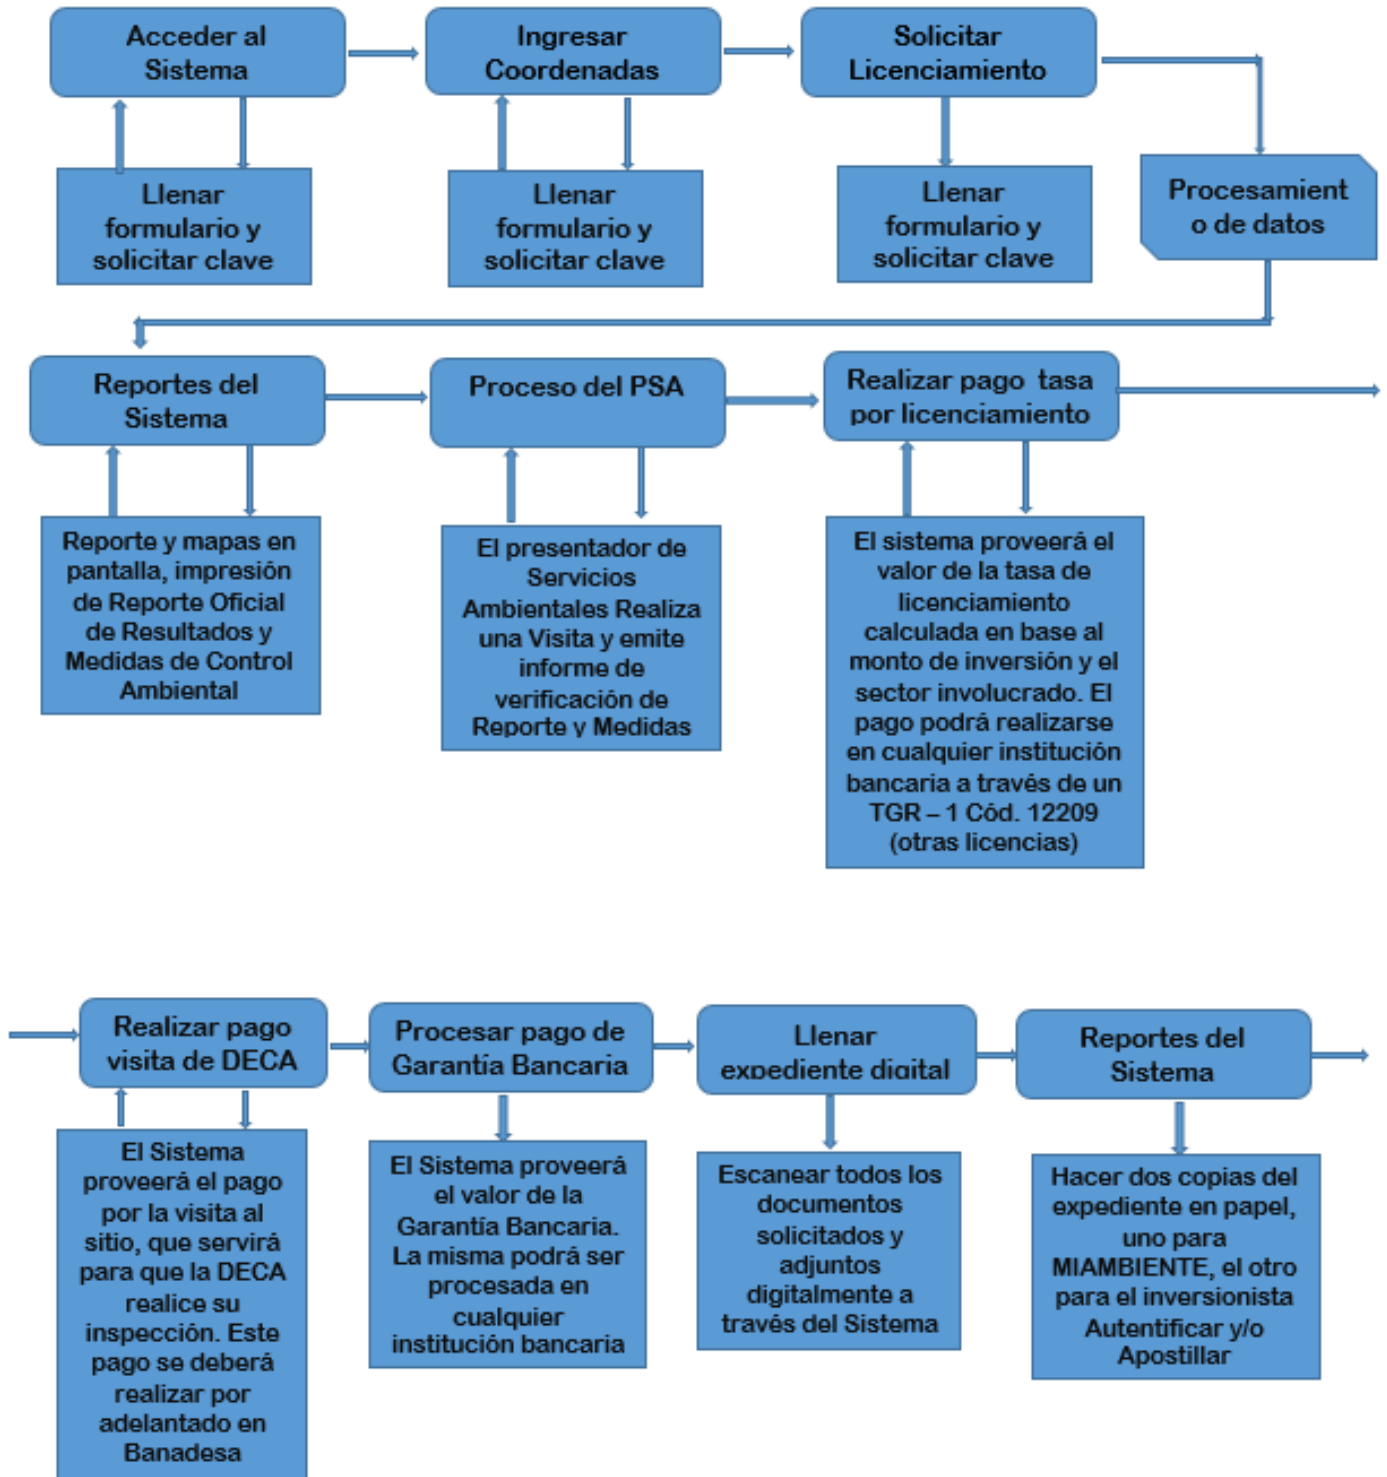 Acceder al
Sistema
Ingresar
Coordenadas
Solicitar
Licenciamiento
Llenar
formulario y
solicitar clave
Llenar
formulario y
solicitar clave
Llenar
formulario y
solicitar clave
Procesamient
o de datos
Reportes del
Sistema
Proceso del PSA
Realizar pago tasa
por licenciamiento
Reporte y mapas en
pantalla, impresión
de Reporte Oficial
de Resultados y
Medidas de Control
Ambiental
El presentador de
Servicios
Ambientales Realiza
una Visita y emite
informe de
verificación de
Reporte y Medidas
El sistema proveerá el
valor de la tasa de
licenciamiento
calculada en base al
monto de inversión y el
sector involucrado. El
pago podrá realizarse
en cualquier institución
bancaria a través de un
TGR – 1 Cód. 12209
(otras licencias)
Realizar pago
visita de DECA
Procesar pago de
Garantía Bancaria
Llenar
expediente digital
Reportes del
Sistema
El Sistema
proveerá el pago
por la visita al
sitio, que servirá
para que la DECA
realice su
inspección. Este
pago se deberá
realizar por
adelantado en
Banadesa
El Sistema proveerá
el valor de la
Garantía Bancaria.
La misma podrá ser
procesada en
cualquier
institución bancaria
Escanear todos los
documentos
solicitados y
adjuntos
digitalmente a
través del Sistema
Hacer dos copias del
expediente en papel,
uno para
MIAMBIENTE, el otro
para el inversionista
Autentificar y/o
Apostillar